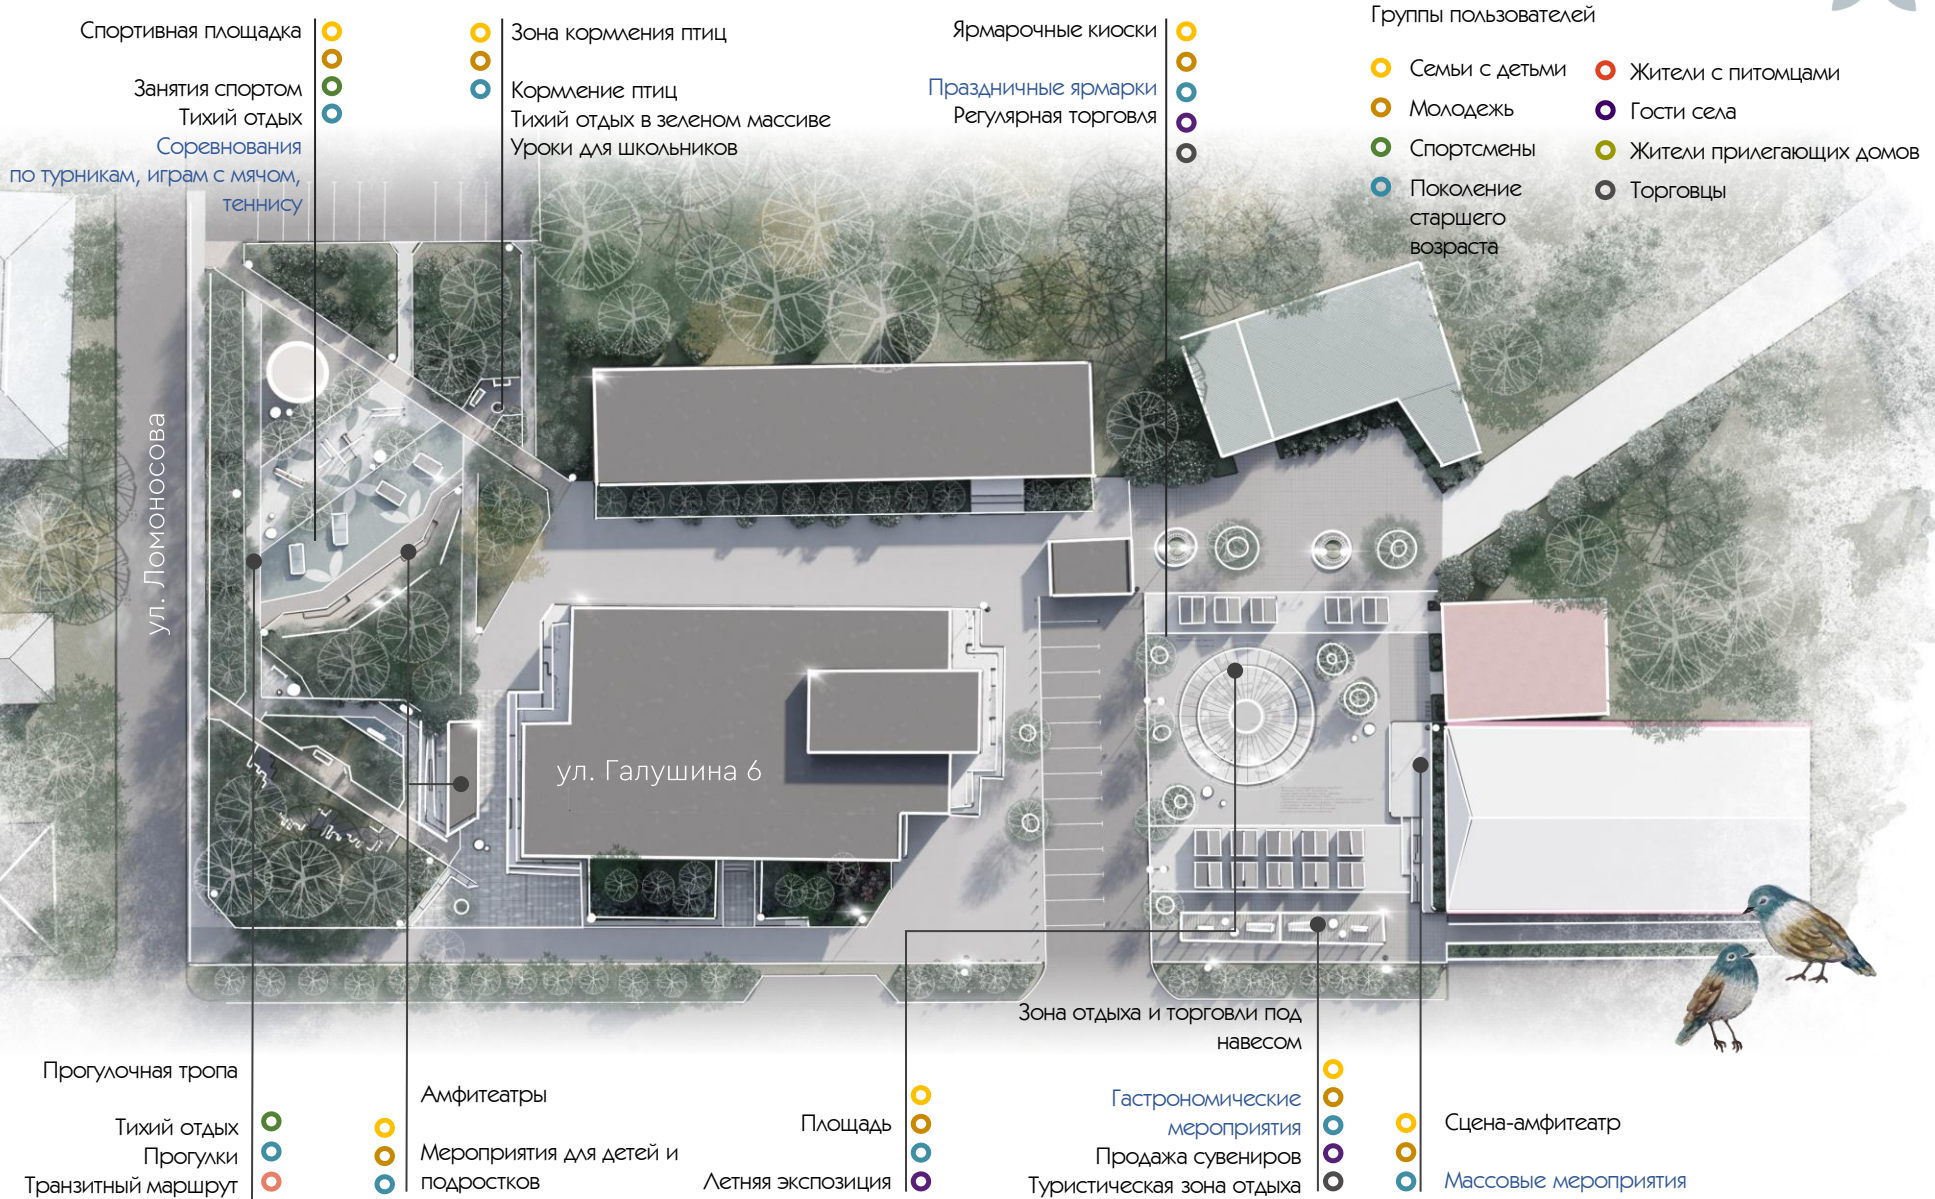 Спортивная площадка
Занятия спортом
Тихий отдых
Соревнования
по турникам, играм с мячом,
теннису
Зона кормления птиц
Кормление птиц
Тихий отдых в зеленом массиве
Уроки для школьников
Ярмарочные киоски
Праздничные ярмарки
Регулярная торговля
Группы пользователей
Семьи с детьми
Молодежь
Спортсмены
Поколение
старшего
возраста
Жители с питомцами
Гости села
Жители прилегающих домов
Торговцы
ул. Ломоносова
ул. Галушина 6
Прогулочная тропа
Тихий отдых
Прогулки
Транзитный маршрут
Амфитеатры
Мероприятия для детей и
подростков
Площадь
Летняя экспозиция
Зона отдыха и торговли под
навесом
Гастрономические
мероприятия
Продажа сувениров
Туристическая зона отдыха
Сцена-амфитеатр
Массовые мероприятия